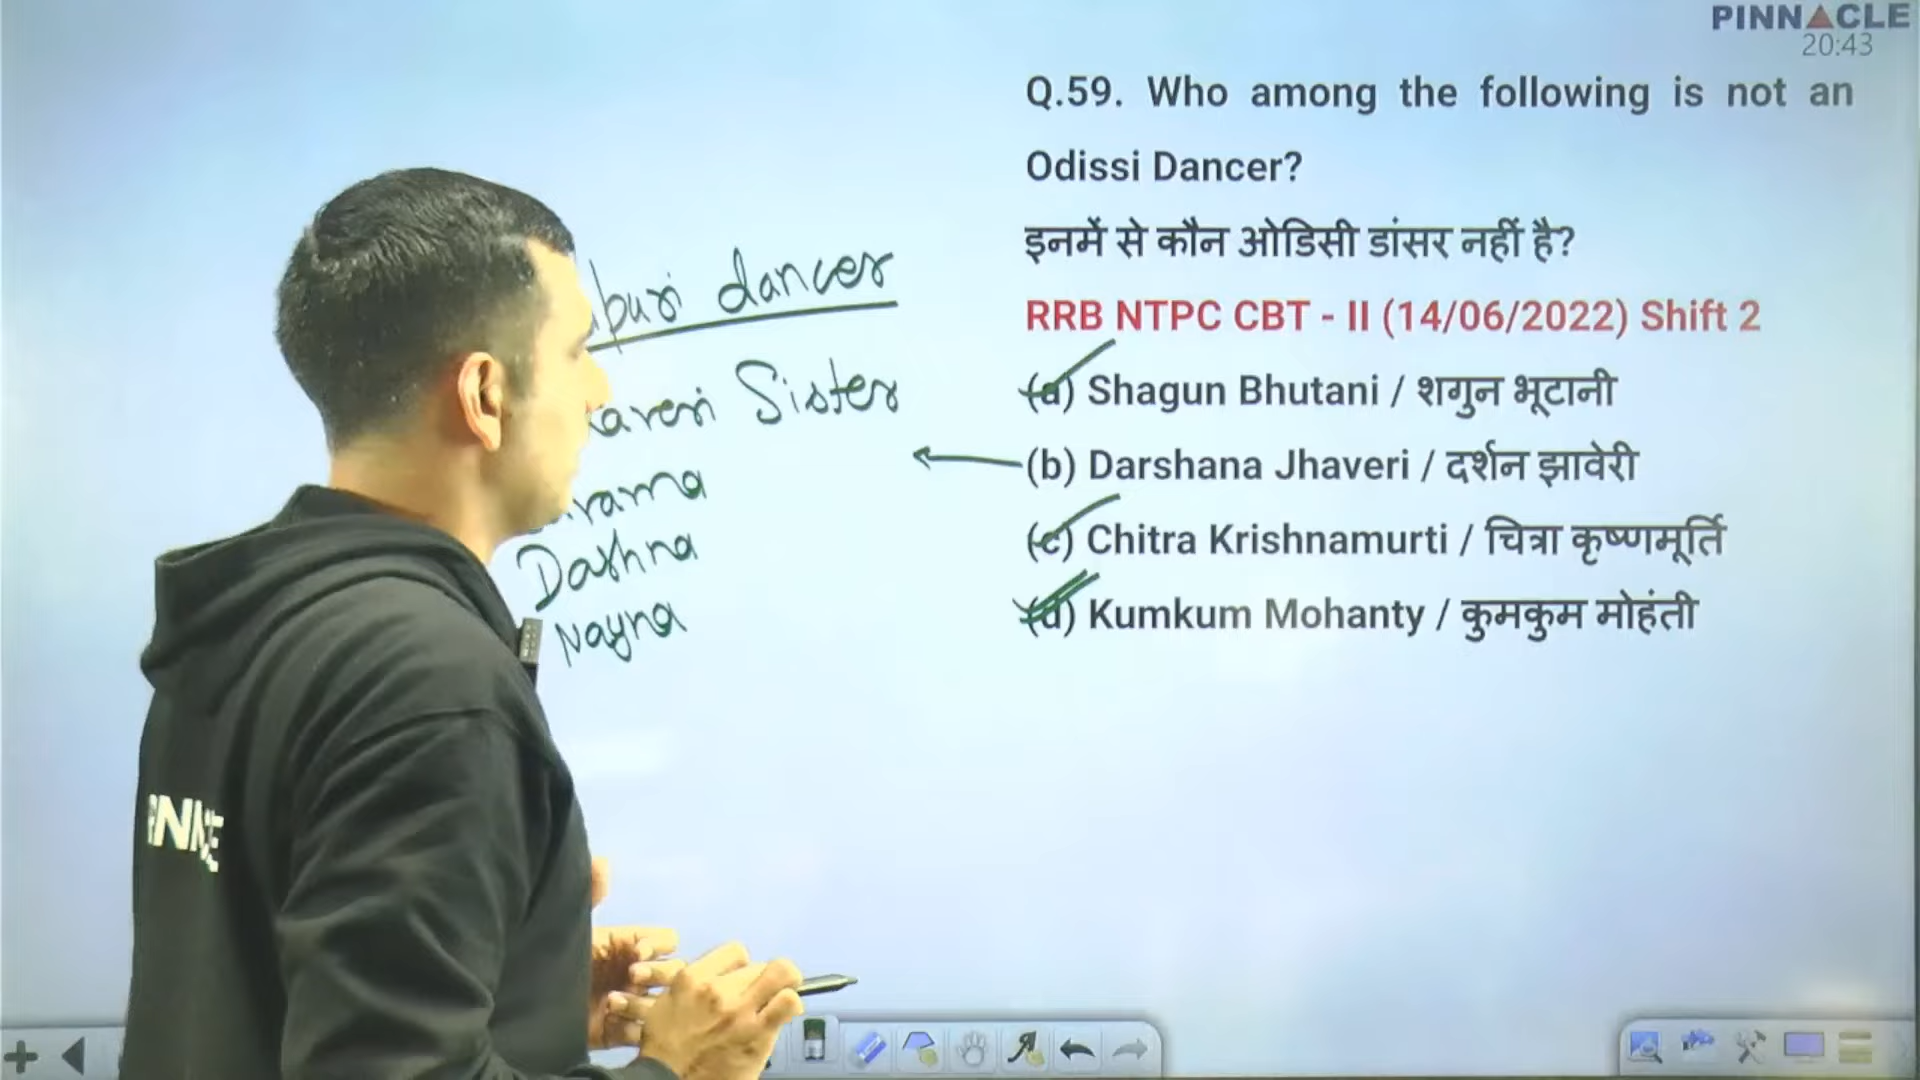 PINNACLE
20:43
Q.59. Who among the following is not an
Odissi Dancer?
इनमें से कौन ओडिसी डांसर नहीं है?
RRB NTPC CBT - II (14/06/2022) Shift 2
(a) Shagun Bhutani / शगुन भूटानी
(b) Darshana Jhaveri / दर्शन झावेरी
(c) Chitra Krishnamurti / चित्रा कृष्णमूर्ति
(d) Kumkum Mohanty / कुमकुम मोहंती
dancer
Sister
Dashna
Nayna